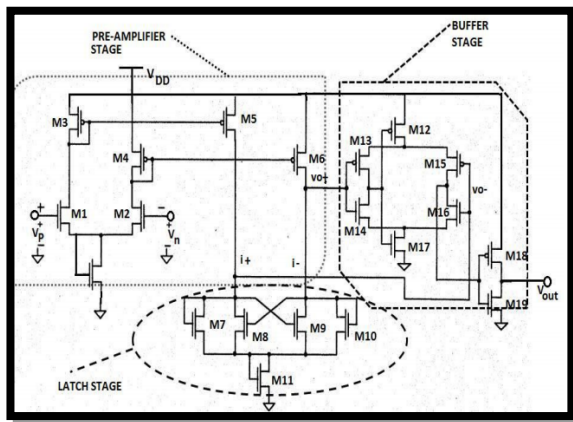 PRE-AMPLIFIER
STAGE
BUFFER
STAGE
VDD
M3
M5
M12
M13
M4
M6
M15
vo+
vo-
M1
M2
M16
M14
+
−
+
+
Vp
Vn
−
−
M17
M18
i+
i-
Vout
M19
M7
M8
M9
M10
M11
LATCH STAGE